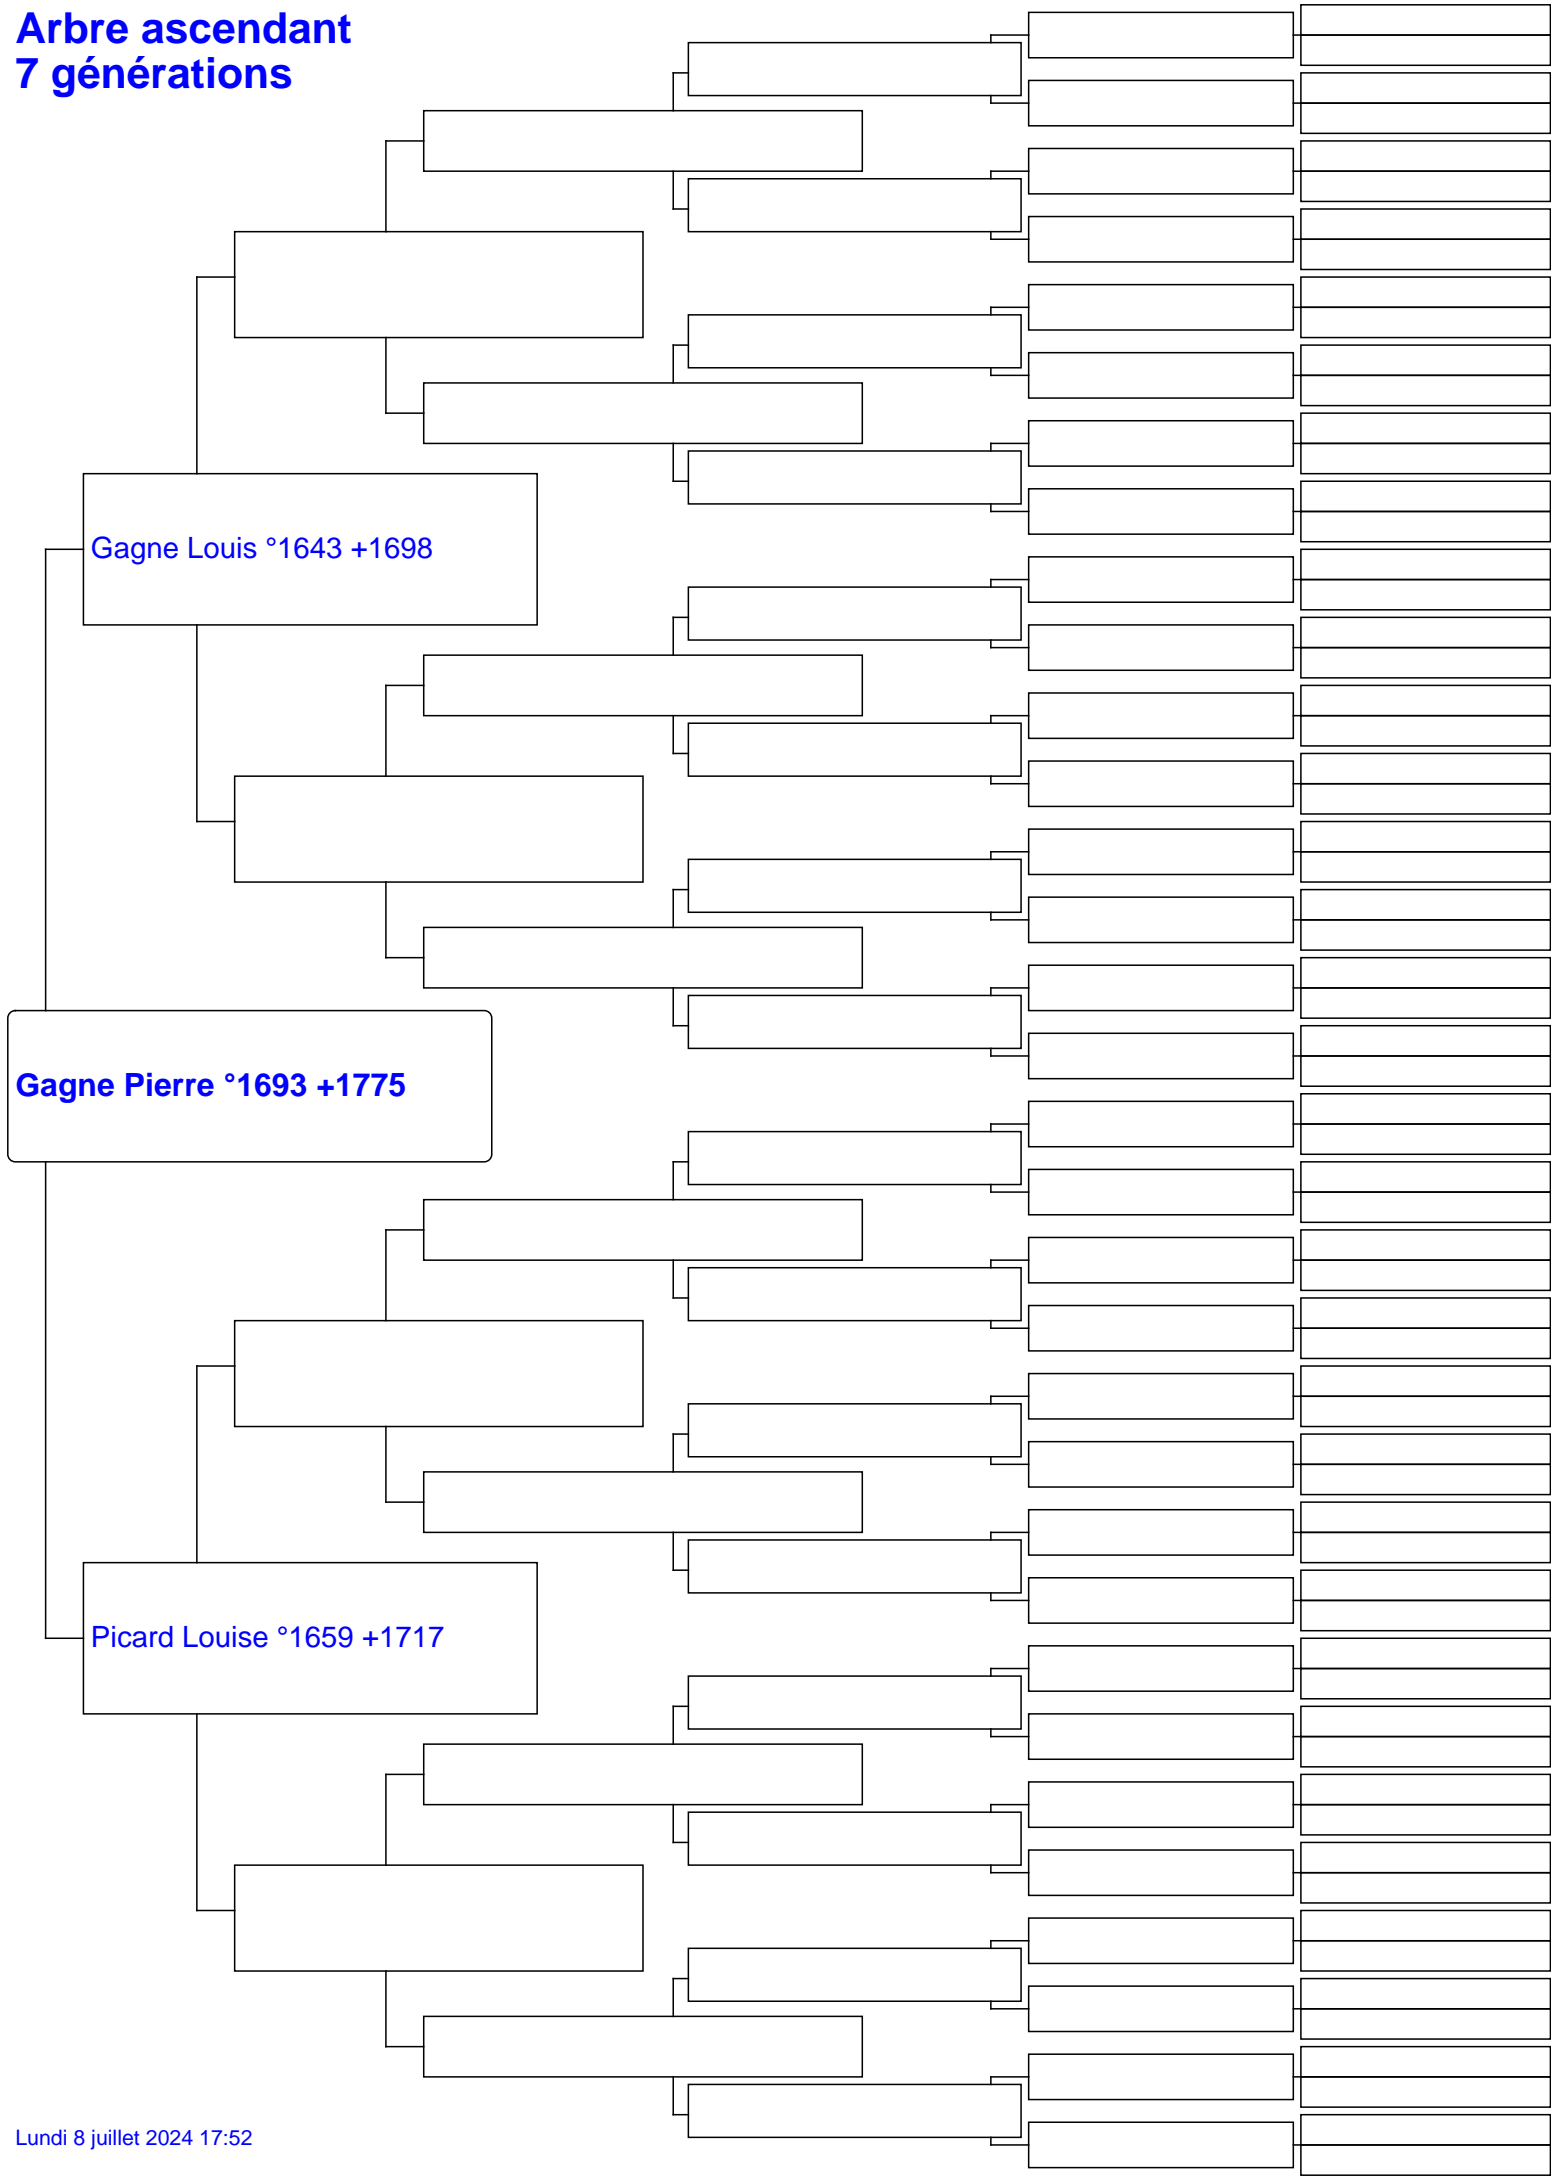 Arbre ascendant
7 générations
Gagne Louis °1643 +1698
Gagne Pierre °1693 +1775
Picard Louise °1659 +1717
Lundi 8 juillet 2024 17:52